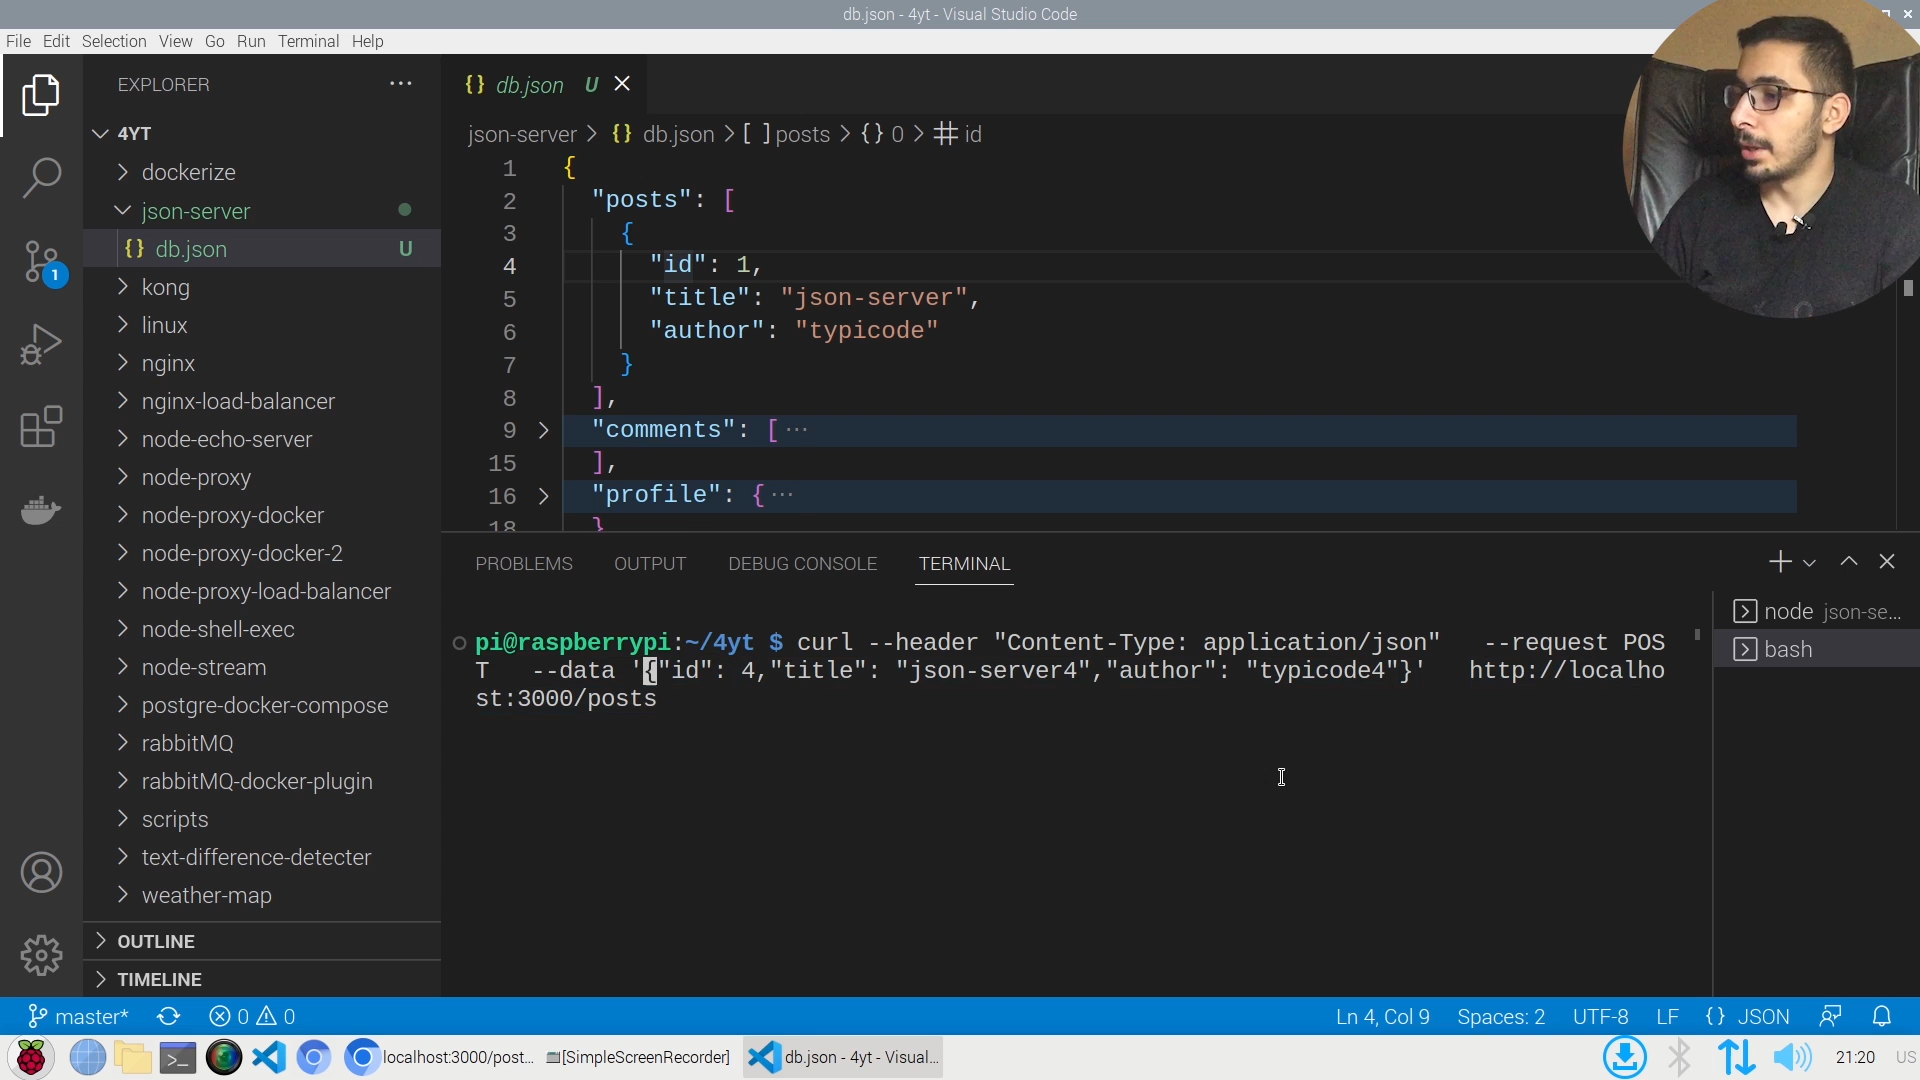 db.json - 4yt - Visual Studio Code
File Edit Selection View Go Run Terminal Help
EXPLORER
4YT
dockerize
json-server
{} db.json U
kong
linux
nginx
nginx-load-balancer
node-echo-server
node-proxy
node-proxy-docker
node-proxy-docker-2
node-proxy-load-balancer
node-shell-exec
node-stream
postgre-docker-compose
rabbitMQ
rabbitMQ-docker-plugin
scripts
text-difference-detecter
weather-map
OUTLINE
TIMELINE
1
{} db.json U
json-server > {} db.json > [ ] posts > {} 0 > # id
1 {
2 "posts": [
3 {
4 "id": 1,
5 "title": "json-server",
6 "author": "typicode"
7 }
8 ],
9 > "comments": [ ···
15 ],
16 > "profile": { ···
18 }
PROBLEMS OUTPUT DEBUG CONSOLE TERMINAL
pi@raspberrypi:~/4yt $ curl --header "Content-Type: application/json" --request POS
T --data '{"id": 4,"title": "json-server4","author": "typicode4"}' http://localho
st:3000/posts
node json-se...
bash
master* 0 0 Ln 4, Col 9 Spaces: 2 UTF-8 LF {} JSON
localhost:3000/post... [SimpleScreenRecorder] db.json - 4yt - Visual... 21:20 US